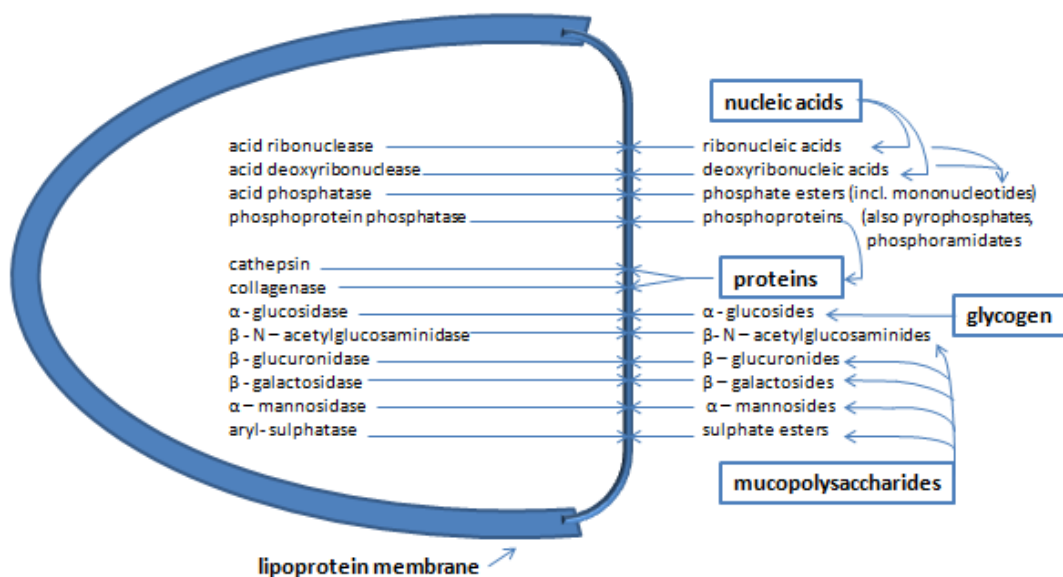 nucleic acids
acid ribonuclease ribonucleic acids
acid deoxyribonuclease deoxyribonucleic acids
acid phosphatase phosphate esters (incl. mononucleotides)
phosphoprotein phosphatase phosphoproteins (also pyrophosphates,
phosphoramidates
cathepsin
proteins
collagenase
α - glucosidase α - glucosides
glycogen
β - N – acetylglucosaminidase β- N – acetylglucosaminides
β - glucuronidase β – glucuronides
β - galactosidase β – galactosides
α – mannosidase α – mannosides
aryl- sulphatase sulphate esters
mucopolysaccharides
lipoprotein membrane